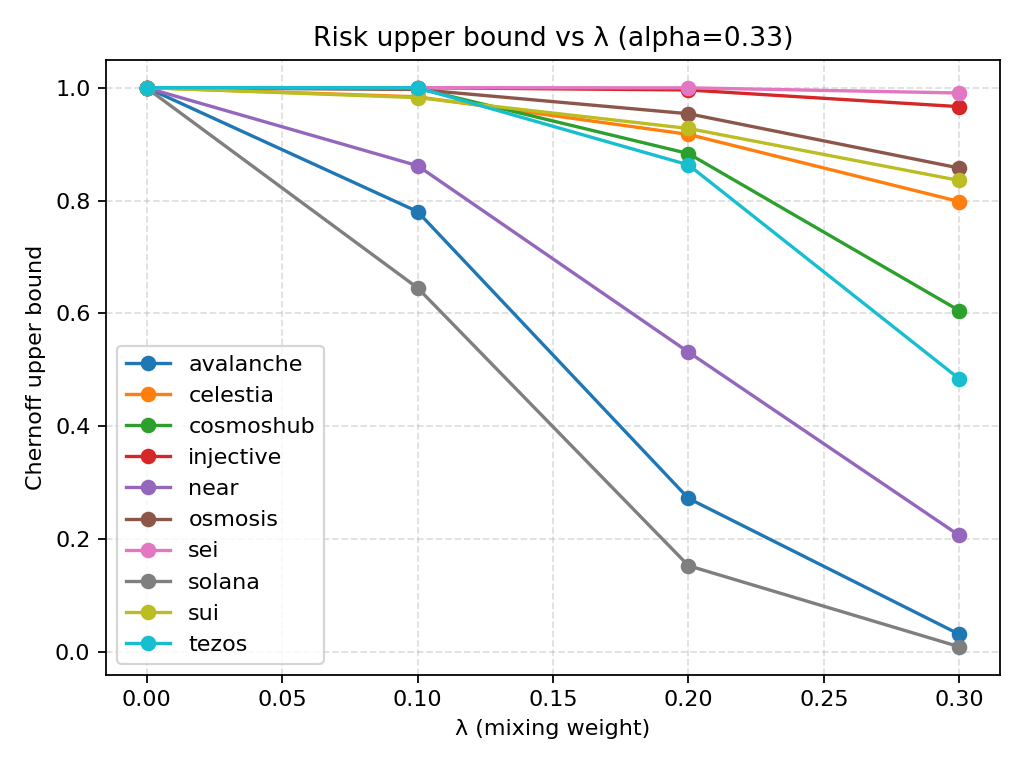 Risk upper bound vs λ (alpha=0.33)
Chernoff upper bound
1.0
0.8
0.6
0.4
0.2
0.0
avalanche
celestia
cosmoshub
injective
near
osmosis
sei
solana
sui
tezos
0.00 0.05 0.10 0.15 0.20 0.25 0.30
λ (mixing weight)